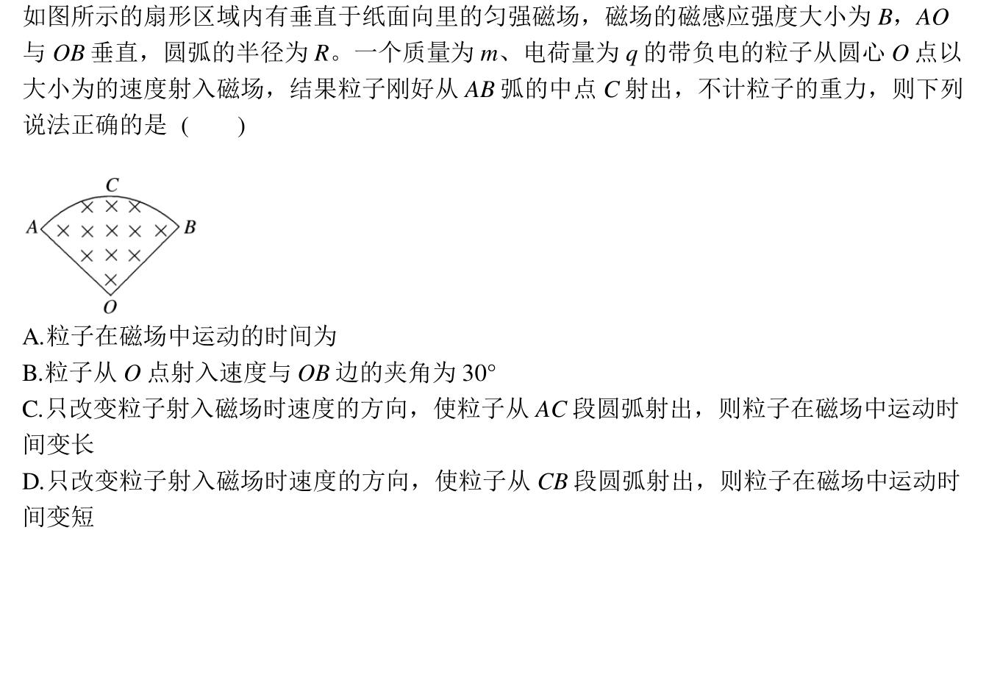 如图所示的扇形区域内有垂直于纸面向里的匀强磁场，磁场的磁感应强度大小为 B，AO
与 OB 垂直，圆弧的半径为 R。一个质量为 m、电荷量为 q 的带负电的粒子从圆心 O 点以
大小为的速度射入磁场，结果粒子刚好从 AB 弧的中点 C 射出，不计粒子的重力，则下列
说法正确的是（　　）
C
A
B
O
A.粒子在磁场中运动的时间为
B.粒子从 O 点射入速度与 OB 边的夹角为 30°
C.只改变粒子射入磁场时速度的方向，使粒子从 AC 段圆弧射出，则粒子在磁场中运动时
间变长
D.只改变粒子射入磁场时速度的方向，使粒子从 CB 段圆弧射出，则粒子在磁场中运动时
间变短